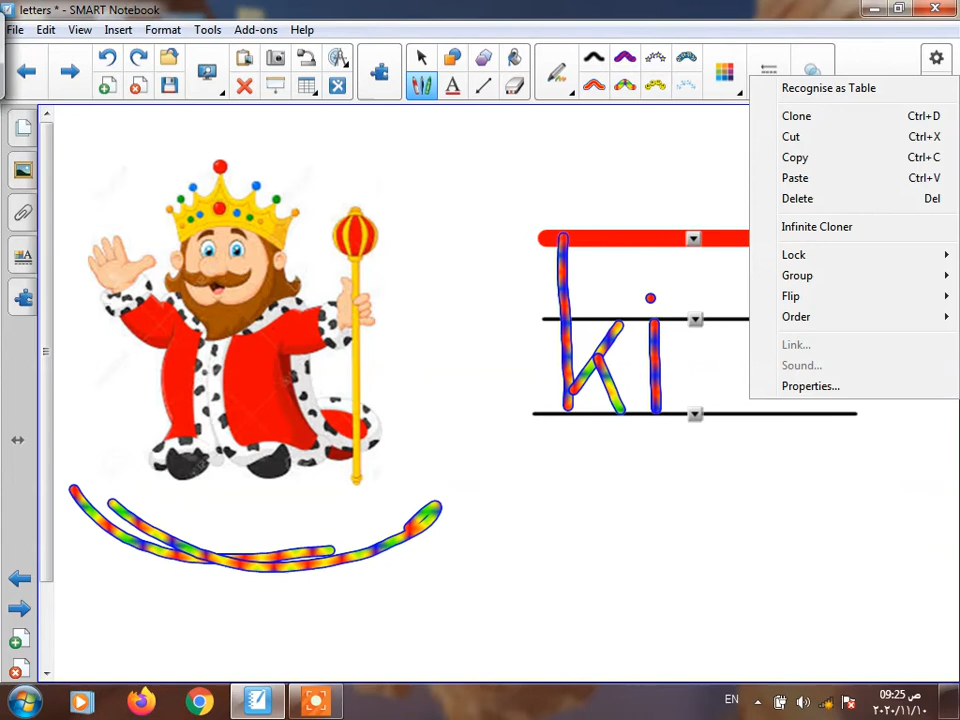 letters * - SMART Notebook
File Edit View Insert Format Tools Add-ons Help
Recognise as Table
Clone Ctrl+D
Cut Ctrl+X
Copy Ctrl+C
Paste Ctrl+V
Delete Del
Infinite Cloner
Lock
Group
Flip
Order
Link...
Sound...
Properties...
ki
EN
09:25 ص
٢٠٢٠/١١/١٠